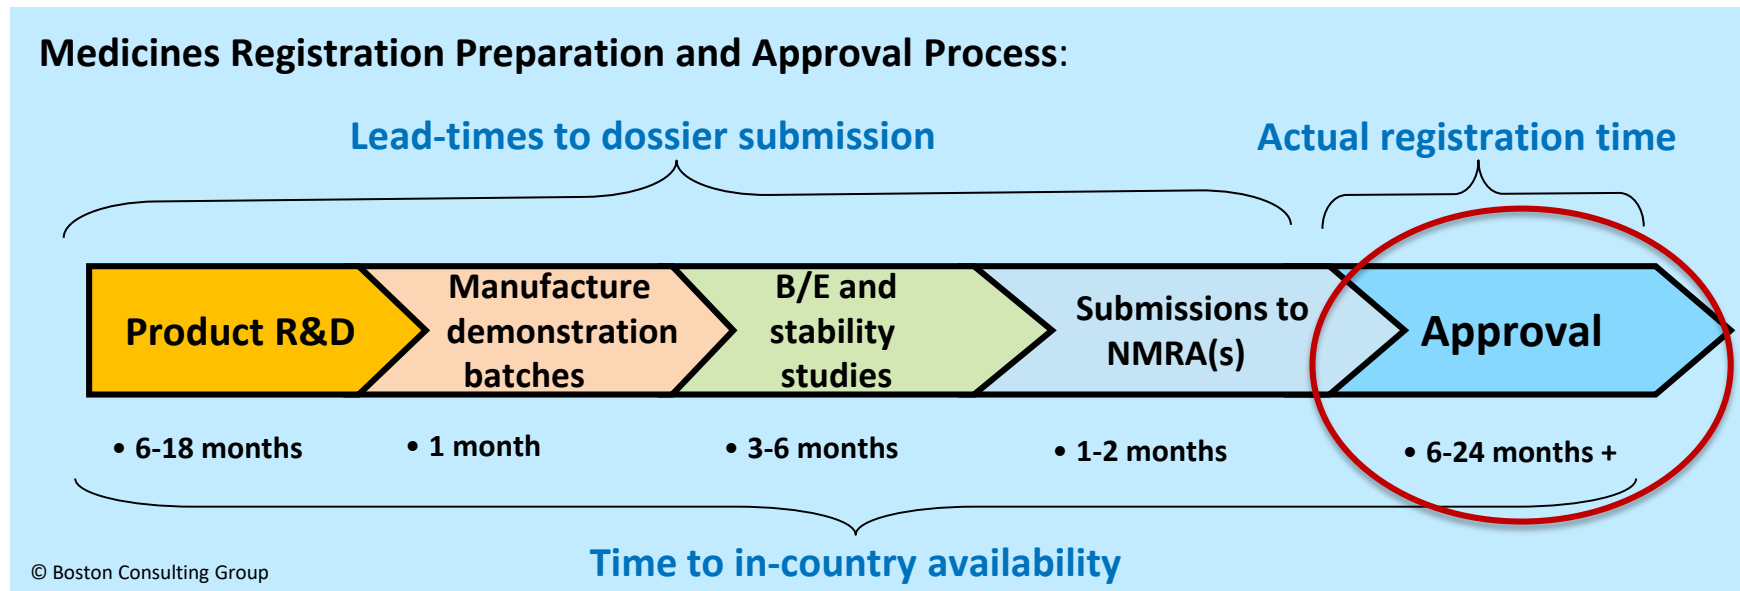 Medicines Registration Preparation and Approval Process:
Lead-times to dossier submission
Actual registration time
Product R&D
Manufacture
demonstration
batches
B/E and
stability
studies
Submissions to
NMRA(s)
Approval
• 6-18 months
• 1 month
• 3-6 months
• 1-2 months
• 6-24 months +
Time to in-country availability
© Boston Consulting Group